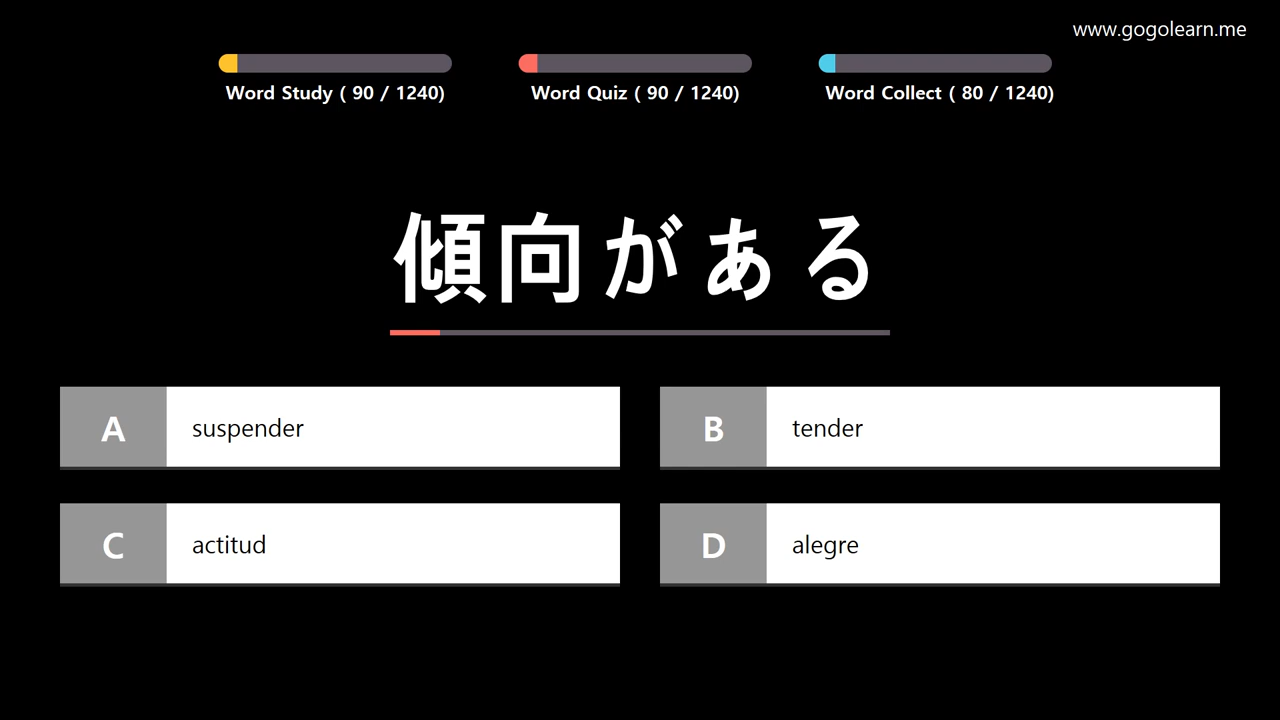 www.gogolearn.me
Word Study ( 90 / 1240)
Word Quiz ( 90 / 1240)
Word Collect ( 80 / 1240)
傾向がある
A
suspender
B
tender
C
actitud
D
alegre